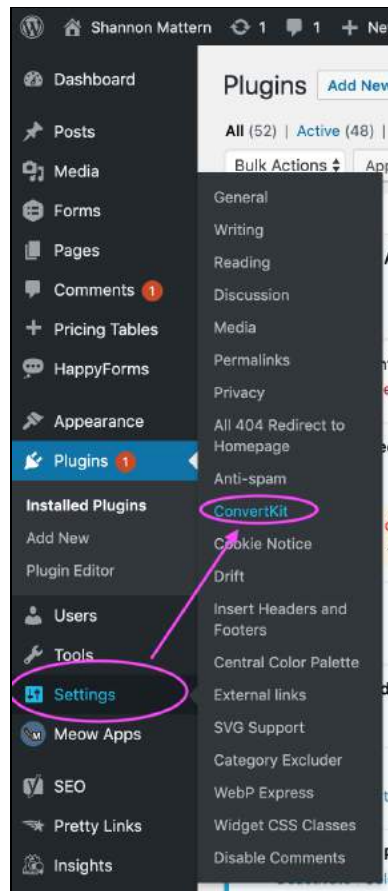 Shannon Mattern 1 1 + Ne
Dashboard
Posts
Media
Forms
Pages
Comments 1
Pricing Tables
HappyForms
Appearance
Plugins 1
Installed Plugins
Add New
Plugin Editor
Users
Tools
Settings
Meow Apps
SEO
Pretty Links
Insights
Plugins Add New
All (52) | Active (48) |
Bulk Actions App
General
Writing
Reading
Discussion
Media
Permalinks
Privacy
All 404 Redirect to
Homepage
Anti-spam
ConvertKit
Cookie Notice
Drift
Insert Headers and
Footers
Central Color Palette
External links
SVG Support
Category Excluder
WebP Express
Widget CSS Classes
Disable Comments